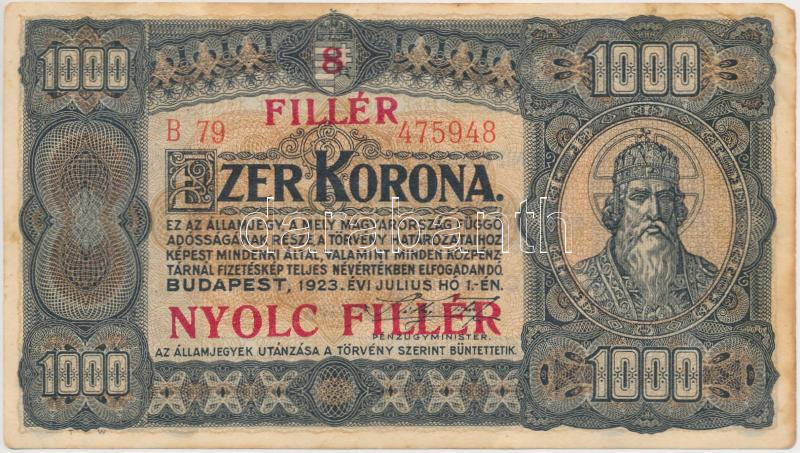 1000 8 1000
FILLÉR
B 79 475948
EZER KORONA.
EZ AZ ÁLLAMJEGY A MELY MAGYARORSZÁG FÜGGŐ
ADÓSSÁGÁNAK RÉSZE A TÖRVÉNY HATÁROZATAIHOZ
KÉPEST MINDENKI ÁLTAL, VALAMINT MINDEN KÖZPÉNZ-
TÁRNÁL FIZETÉSKÉP TELJES NÉVÉRTÉKBEN ELFOGADANDÓ.
BUDAPEST, 1923. ÉVI JULIUS HÓ 1.-ÉN.
NYOLC FILLÉR
PÉNZÜGYMINISTER.
AZ ÁLLAMJEGYEK UTÁNZÁSA A TÖRVÉNY SZERINT BÜNTETTETIK.
1000 1000
darabanth